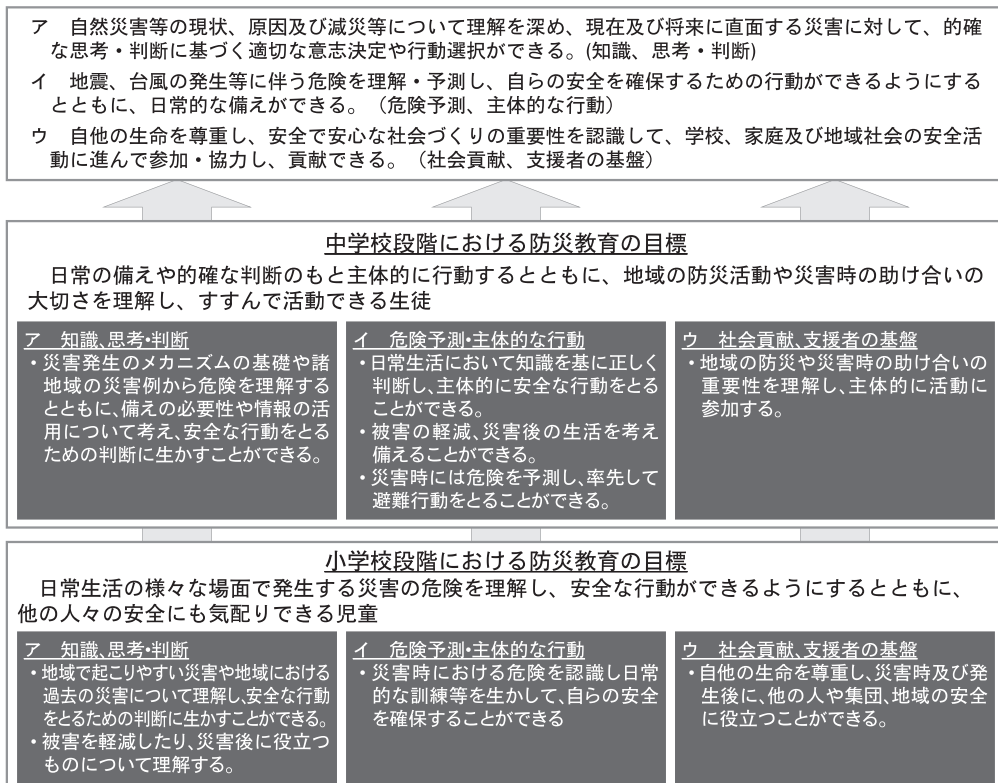 ア　自然災害等の現状、原因及び減災等について理解を深め、現在及び将来に直面する災害に対して、的確
な思考・判断に基づく適切な意志決定や行動選択ができる。(知識、思考・判断)
イ　地震、台風の発生等に伴う危険を理解・予測し、自らの安全を確保するための行動ができるようにする
とともに、日常的な備えができる。（危険予測、主体的な行動）
ウ　自他の生命を尊重し、安全で安心な社会づくりの重要性を認識して、学校、家庭及び地域社会の安全活
動に進んで参加・協力し、貢献できる。（社会貢献、支援者の基盤）
中学校段階における防災教育の目標
日常の備えや的確な判断のもと主体的に行動するとともに、地域の防災活動や災害時の助け合いの
大切さを理解し、すすんで活動できる生徒
ア　知識、思考・判断
・災害発生のメカニズムの基礎や諸
地域の災害例から危険を理解する
とともに、備えの必要性や情報の活
用について考え、安全な行動をとる
ための判断に生かすことができる。
イ　危険予測・主体的な行動
・日常生活において知識を基に正しく
判断し、主体的に安全な行動をとる
ことができる。
・被害の軽減、災害後の生活を考え
備えることができる。
・災害時には危険を予測し、率先して
避難行動をとることができる。
ウ　社会貢献、支援者の基盤
・地域の防災や災害時の助け合いの
重要性を理解し、主体的に活動に
参加する。
小学校段階における防災教育の目標
日常生活の様々な場面で発生する災害の危険を理解し、安全な行動ができるようにするとともに、
他の人々の安全にも気配りできる児童
ア　知識、思考・判断
・地域で起こりやすい災害や地域における
過去の災害について理解し、安全な行動
をとるための判断に生かすことができる。
・被害を軽減したり、災害後に役立つ
ものについて理解する。
イ　危険予測・主体的な行動
・災害時における危険を認識し日常
的な訓練等を生かして、自らの安全
を確保することができる
ウ　社会貢献、支援者の基盤
・自他の生命を尊重し、災害時及び発
生後に、他の人や集団、地域の安全
に役立つことができる。